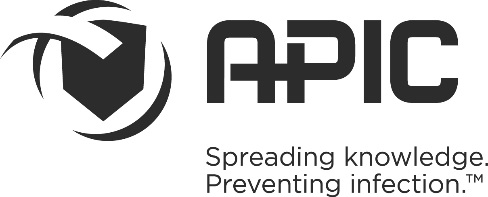 APIC
Spreading knowledge.
Preventing infection.™